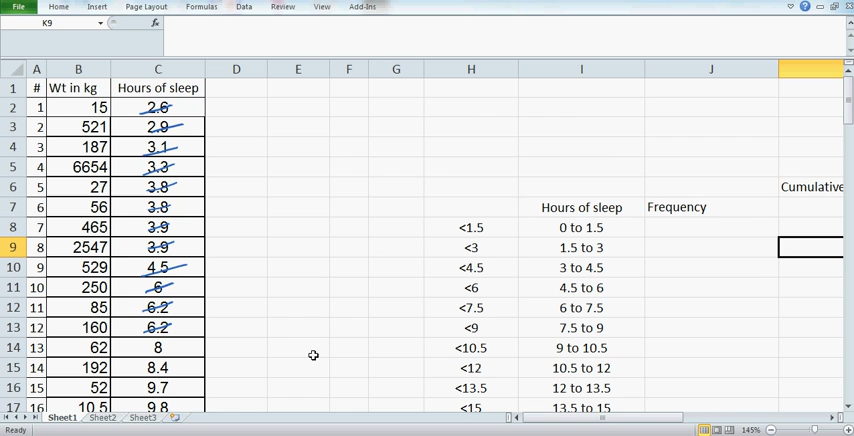 File Home Insert Page Layout Formulas Data Review View Add-Ins
K9 fx
A B C D E F G H I J
1 # Wt in kg Hours of sleep
2 1 15 2.6
3 2 521 2.9
4 3 187 3.1
5 4 6654 3.3
6 5 27 3.8 Cumulative
7 6 56 3.8 Hours of sleep Frequency
8 7 465 3.9 <1.5 0 to 1.5
9 8 2547 3.9 <3 1.5 to 3
10 9 529 4.5 <4.5 3 to 4.5
11 10 250 6 <6 4.5 to 6
12 11 85 6.2 <7.5 6 to 7.5
13 12 160 6.2 <9 7.5 to 9
14 13 62 8 <10.5 9 to 10.5
15 14 192 8.4 <12 10.5 to 12
16 15 52 9.7 <13.5 12 to 13.5
17 16 10.5 9.8 <15 13.5 to 15
Sheet1 Sheet2 Sheet3
Ready 145%